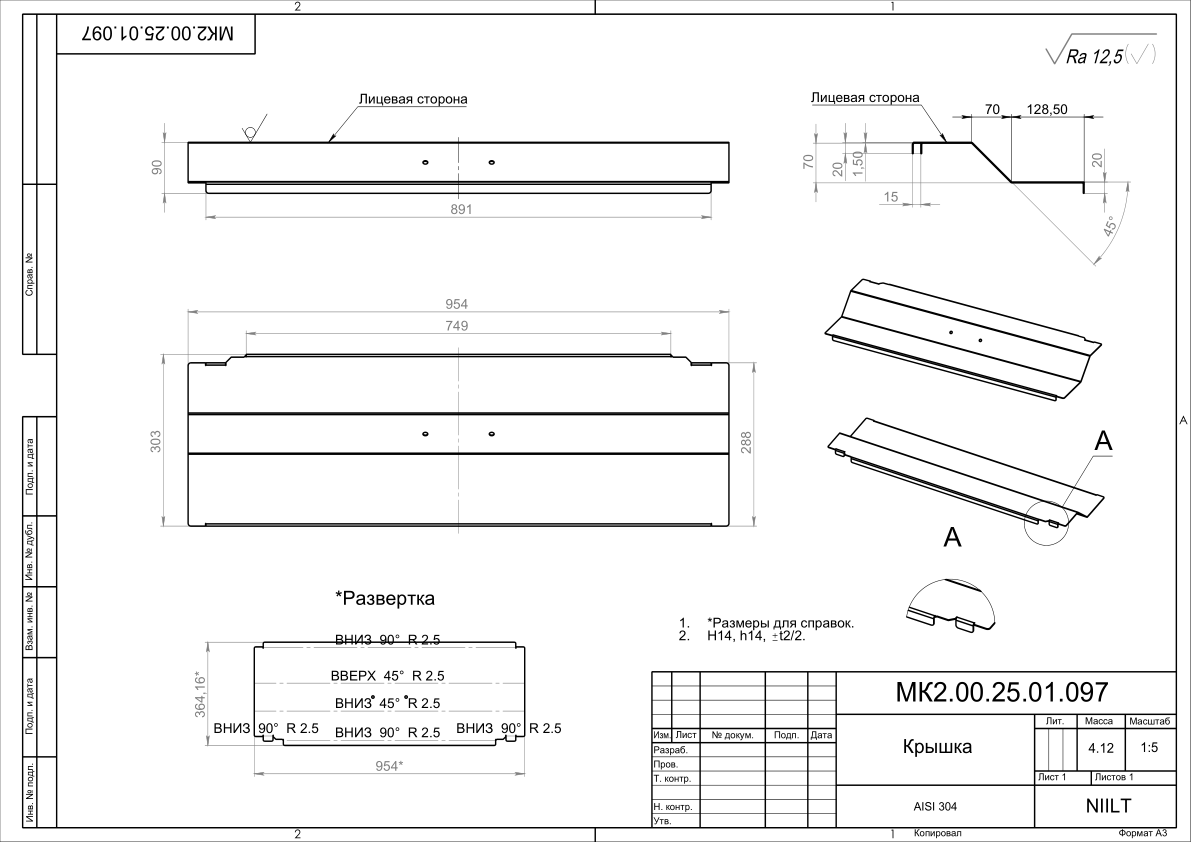 2
1
МК2.00.25.01.097
Ra 12,5
Лицевая сторона
90
891
Лицевая сторона
70
128,50
70
20
1,50
15
20
45°
954
749
303
288
А
А
А
*Развертка
ВНИЗ 90° R 2.5
ВВЕРХ 45° R 2.5
ВНИЗ 45° R 2.5
ВНИЗ 90° R 2.5
ВНИЗ 90° R 2.5
ВНИЗ 90° R 2.5
364,16*
954*
1. *Размеры для справок.
2. H14, h14, ±t2/2.
Справ. №
Подп. и дата
Инв. № дубл.
Взам. инв. №
Подп. и дата
Инв. № подл.
МК2.00.25.01.097
Изм. Лист № докум. Подп. Дата
Разраб.
Пров.
Т. контр.
Н. контр.
Утв.
Крышка
Лит. Масса Масштаб
4.12 1:5
Лист 1 Листов 1
AISI 304
NIILT
2
1
Копировал
Формат А3